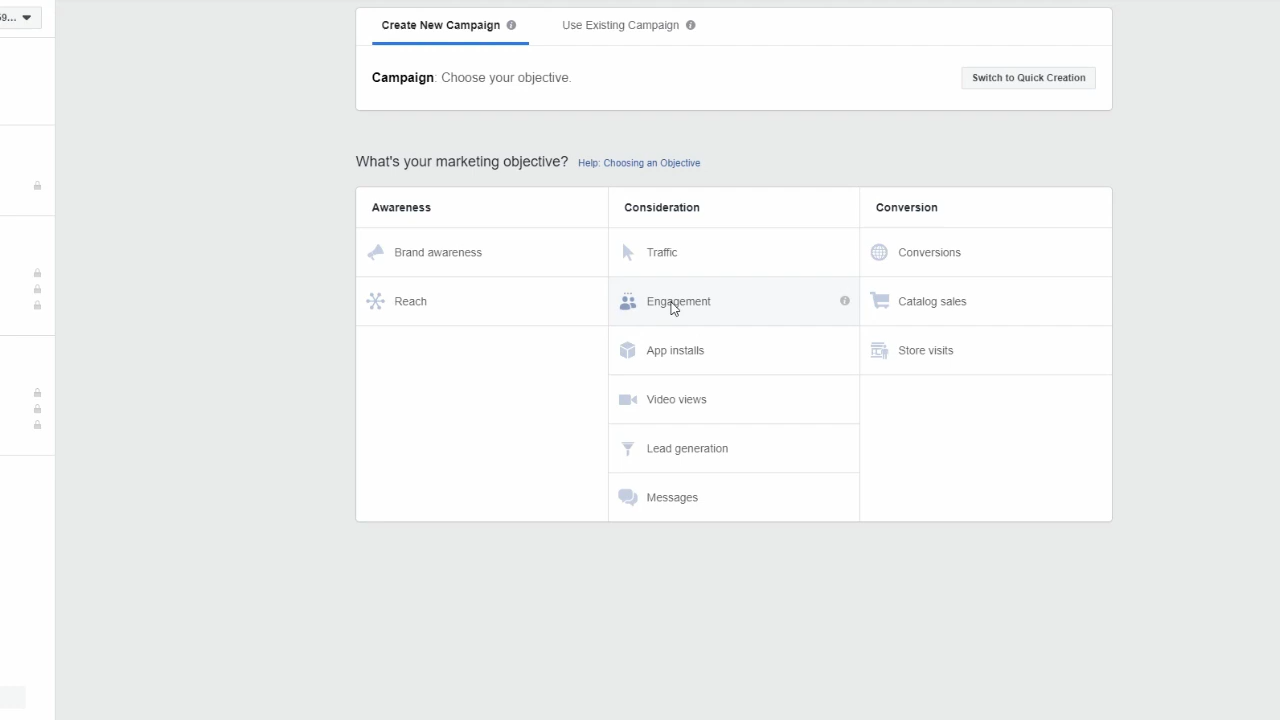 59...
Create New Campaign
Use Existing Campaign
Campaign: Choose your objective.
Switch to Quick Creation
What's your marketing objective?
Help: Choosing an Objective
Awareness
Consideration
Conversion
Brand awareness
Traffic
Conversions
Reach
Engagement
Catalog sales
App installs
Store visits
Video views
Lead generation
Messages